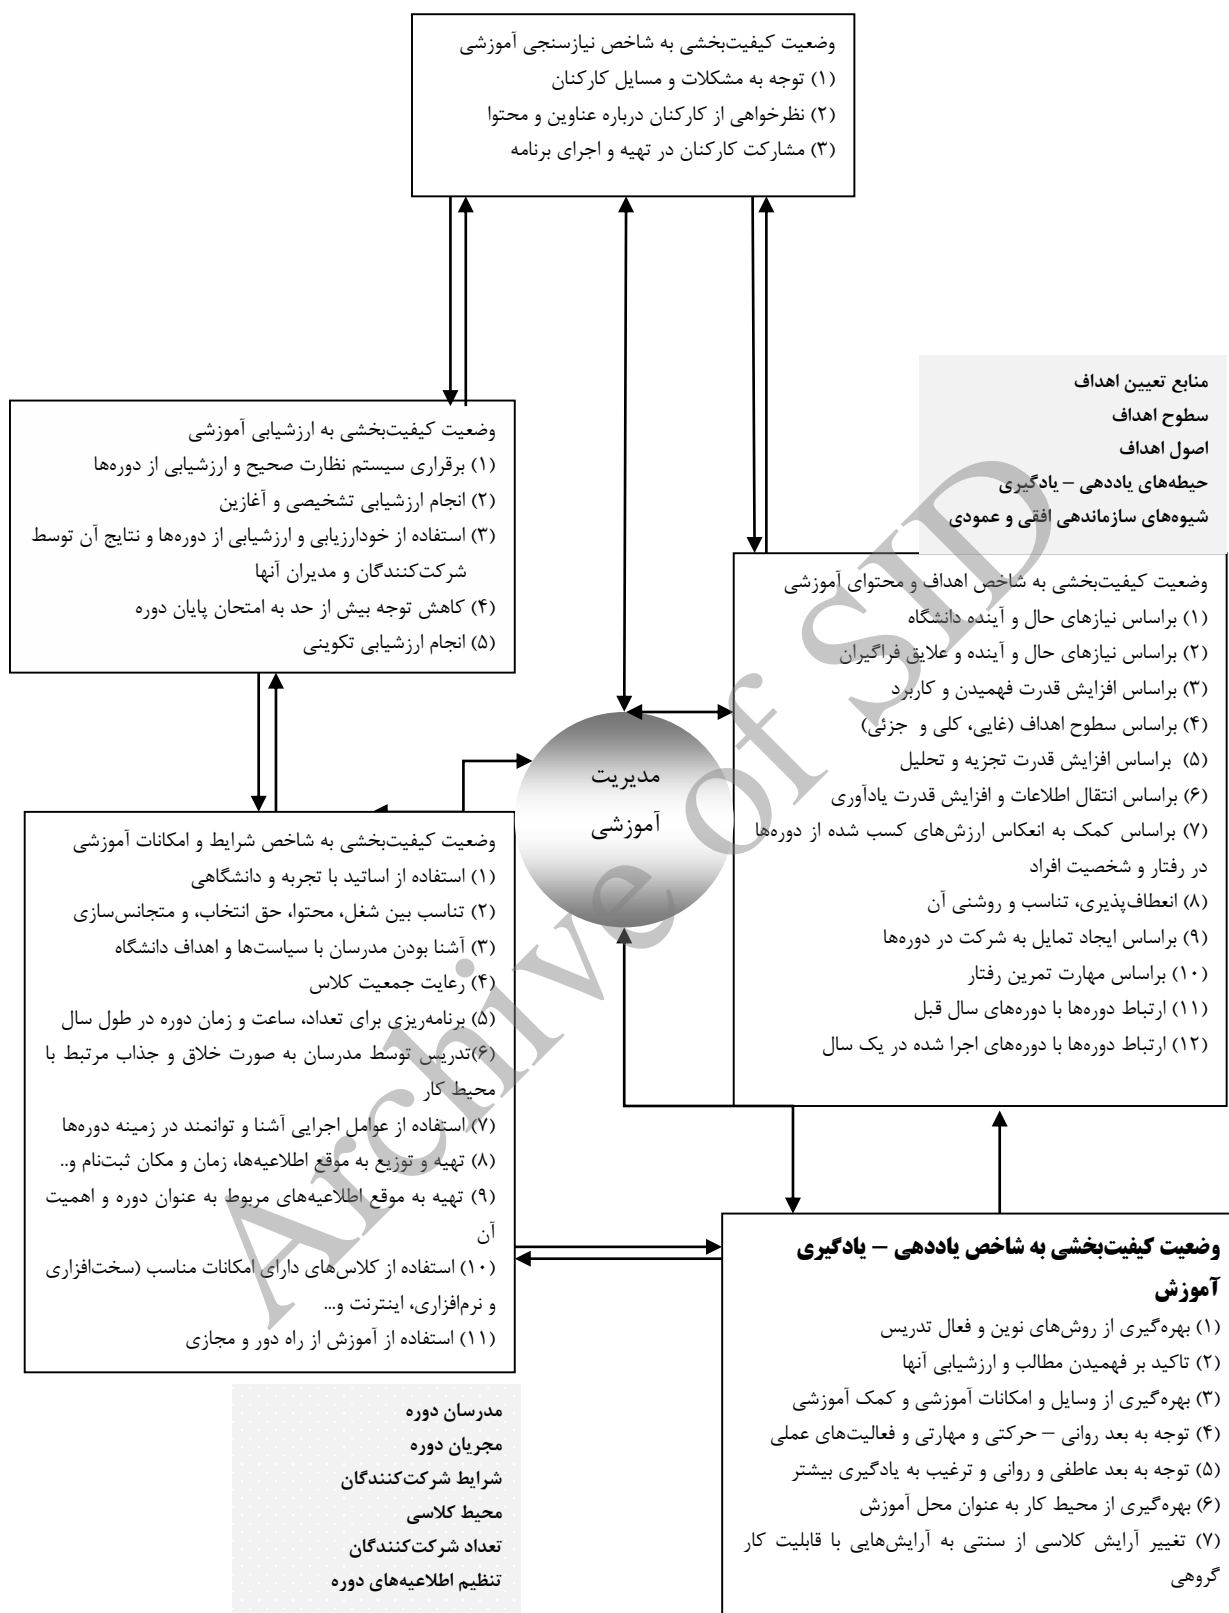 وضعیت کیفیت‌بخشی به شاخص نیازسنجی آموزشی
(۱) توجه به مشکلات و مسایل کارکنان
(۲) نظرخواهی از کارکنان درباره عناوین و محتوا
(۳) مشارکت کارکنان در تهیه و اجرای برنامه
منابع تعیین اهداف
سطوح اهداف
اصول اهداف
حیطه‌های یاددهی – یادگیری
شیوه‌های سازماندهی افقی و عمودی
وضعیت کیفیت‌بخشی به شاخص اهداف و محتوای آموزشی
(۱) براساس نیازهای حال و آینده دانشگاه
(۲) براساس نیازهای حال و آینده و علایق فراگیران
(۳) براساس افزایش قدرت فهمیدن و کاربرد
(۴) براساس سطوح اهداف (غایی، کلی و جزئی)
(۵) براساس افزایش قدرت تجزیه و تحلیل
(۶) براساس انتقال اطلاعات و افزایش قدرت یادآوری
(۷) براساس کمک به انعکاس ارزش‌های کسب شده از دوره‌ها
در رفتار و شخصیت افراد
(۸) انعطاف‌پذیری، تناسب و روشنی آن
(۹) براساس ایجاد تمایل به شرکت در دوره‌ها
(۱۰) براساس مهارت تمرین رفتار
(۱۱) ارتباط دوره‌ها با دوره‌های سال قبل
(۱۲) ارتباط دوره‌ها با دوره‌های اجرا شده در یک سال
وضعیت کیفیت‌بخشی به ارزشیابی آموزشی
(۱) برقراری سیستم نظارت صحیح و ارزشیابی از دوره‌ها
(۲) انجام ارزشیابی تشخیصی و آغازین
(۳) استفاده از خودارزیابی و ارزشیابی از دوره‌ها و نتایج آن توسط
شرکت‌کنندگان و مدیران آنها
(۴) کاهش توجه بیش از حد به امتحان پایان دوره
(۵) انجام ارزشیابی تکوینی
مدیریت
آموزشی
وضعیت کیفیت‌بخشی به شاخص شرایط و امکانات آموزشی
(۱) استفاده از اساتید با تجربه و دانشگاهی
(۲) تناسب بین شغل، محتوا، حق انتخاب، و متجانس‌سازی
(۳) آشنا بودن مدرسان با سیاست‌ها و اهداف دانشگاه
(۴) رعایت جمعیت کلاس
(۵) برنامه‌ریزی برای تعداد، ساعت و زمان دوره در طول سال
(۶)تدریس توسط مدرسان به صورت خلاق و جذاب مرتبط با
محیط کار
(۷) استفاده از عوامل اجرایی آشنا و توانمند در زمینه دوره‌ها
(۸) تهیه و توزیع به موقع اطلاعیه‌ها، زمان و مکان ثبت‌نام و..
(۹) تهیه به موقع اطلاعیه‌های مربوط به عنوان دوره و اهمیت
آن
(۱۰) استفاده از کلاس‌های دارای امکانات مناسب (سخت‌افزاری
و نرم‌افزاری، اینترنت و...
(۱۱) استفاده از آموزش از راه دور و مجازی
وضعیت کیفیت‌بخشی به شاخص یاددهی – یادگیری
آموزش
(۱) بهره‌گیری از روش‌های نوین و فعال تدریس
(۲) تاکید بر فهمیدن مطالب و ارزشیابی آنها
(۳) بهره‌گیری از وسایل و امکانات آموزشی و کمک آموزشی
(۴) توجه به بعد روانی – حرکتی و مهارتی و فعالیت‌های عملی
(۵) توجه به بعد عاطفی و روانی و ترغیب به یادگیری بیشتر
(۶) بهره‌گیری از محیط کار به عنوان محل آموزش
(۷) تغییر آرایش کلاسی از سنتی به آرایش‌هایی با قابلیت کار
گروهی
مدرسان دوره
مجریان دوره
شرایط شرکت‌کنندگان
محیط کلاسی
تعداد شرکت‌کنندگان
تنظیم اطلاعیه‌های دوره
Archive of SID